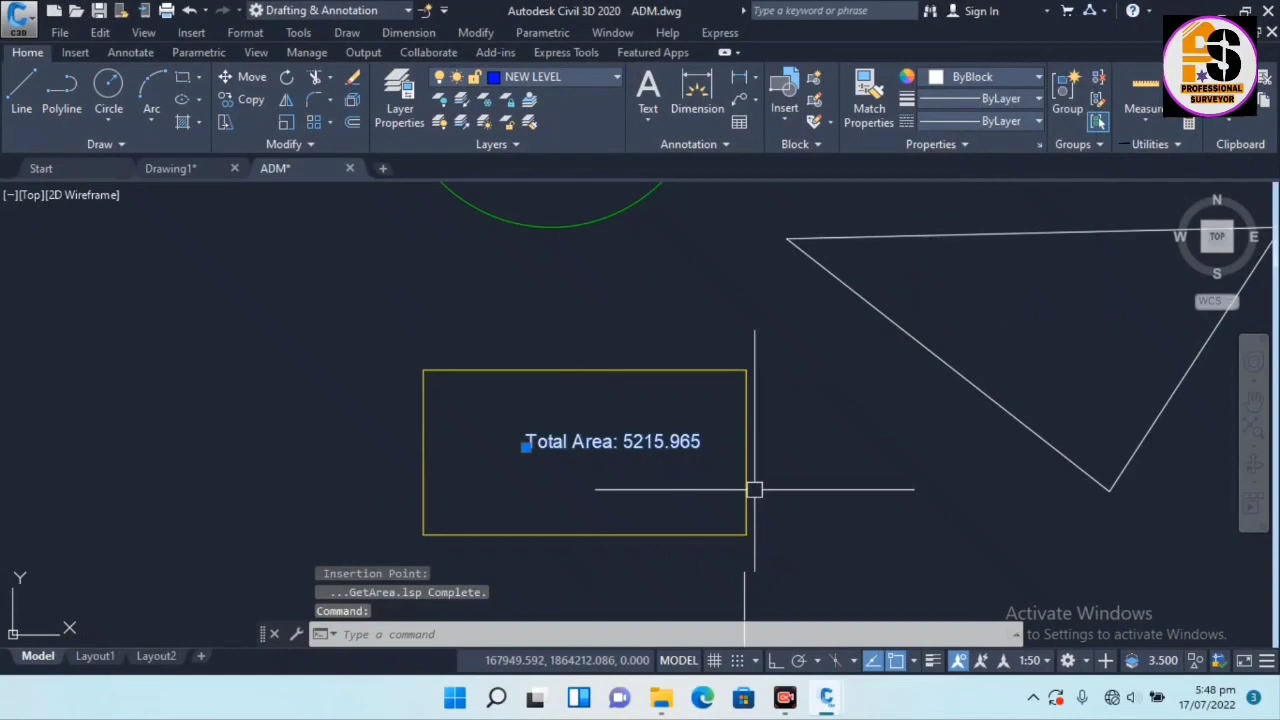 C3D
Drafting & Annotation
Autodesk Civil 3D 2020 ADM.dwg
Type a keyword or phrase
Sign In
File Edit View Insert Format Tools Draw Dimension Modify Parametric Window Help Express
Home Insert Annotate Parametric View Manage Output Collaborate Add-ins Express Tools Featured Apps
PS
PROFESSIONAL
SURVEYOR
Line Polyline Circle Arc
Move
Copy
Layer
Properties
NEW LEVEL
Text Dimension
Insert
Match
Properties
ByBlock
ByLayer
ByLayer
Group
Measu
Draw Modify Layers Annotation Block Properties Groups Utilities Clipboard
Start Drawing1* ADM*
[−][Top][2D Wireframe]
N
W TOP E
S
WCS
Total Area: 5215.965
Insertion Point:
...GetArea.lsp Complete.
Command:
Type a command
Activate Windows
to Settings to activate Windows.
Y
X
Model Layout1 Layout2
167949.592, 1864212.086, 0.000 MODEL
1:50
3.500
5:48 pm
17/07/2022
3